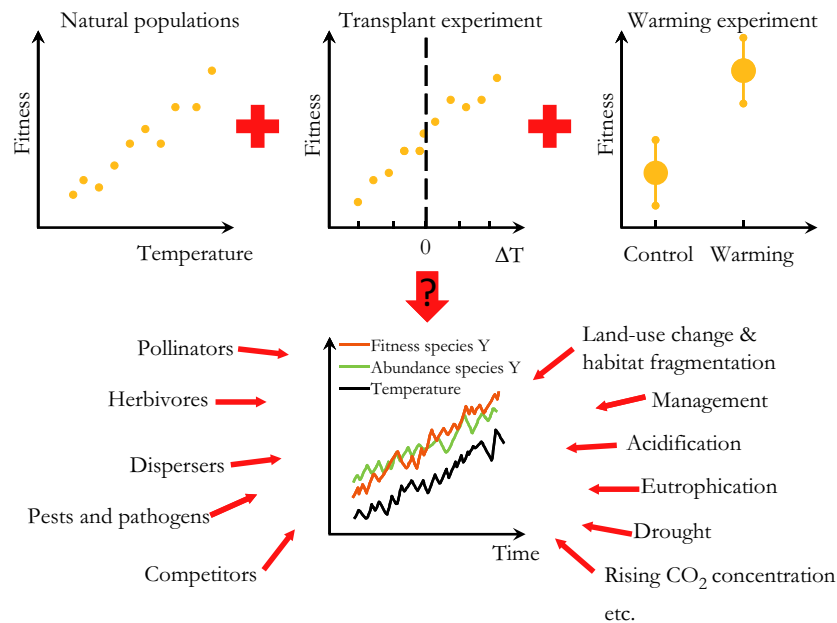 Natural populations
Transplant experiment
Warming experiment
Fitness
Temperature
Fitness
0
ΔT
Fitness
Control
Warming
?
Fitness species Y
Abundance species Y
Temperature
Time
Pollinators
Herbivores
Dispersers
Pests and pathogens
Competitors
Land-use change &
habitat fragmentation
Management
Acidification
Eutrophication
Drought
Rising CO₂ concentration
etc.